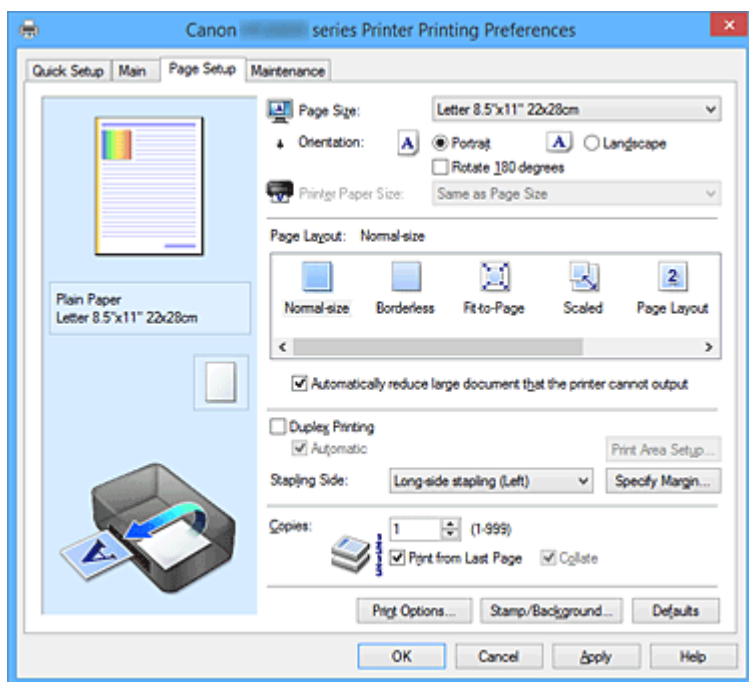 Canon series Printer Printing Preferences
Quick Setup Main Page Setup Maintenance
Page Size: Letter 8.5"x11" 22x28cm
Orientation: A Portrait A Landscape
Rotate 180 degrees
Printer Paper Size: Same as Page Size
Page Layout: Normal-size
2
Normal-size Borderless Fit-to-Page Scaled Page Layout
Plain Paper
Letter 8.5"x11" 22x28cm
Automatically reduce large document that the printer cannot output
Duplex Printing
Automatic
Print Area Setup...
Stapling Side: Long-side stapling (Left) Specify Margin...
Copies: 1 (1-999)
Print from Last Page Collate
A
Print Options... Stamp/Background... Defaults
OK Cancel Apply Help